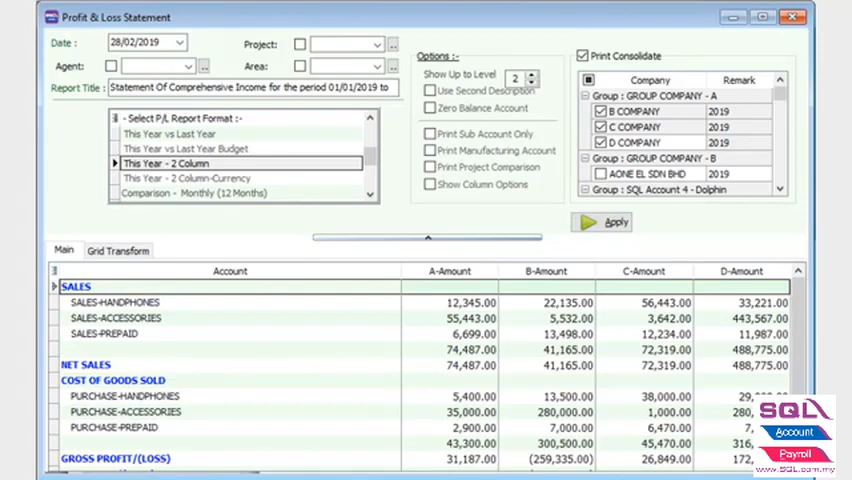 Profit & Loss Statement
Date : 28/02/2019 Project:
Agent: Area:
Report Title : Statement Of Comprehensive Income for the period 01/01/2019 to
- Select P/L Report Format :-
This Year vs Last Year
This Year vs Last Year Budget
This Year - 2 Column
This Year - 2 Column-Currency
Comparison - Monthly (12 Months)
Options :-
Show Up to Level 2
Use Second Description
Zero Balance Account
Print Sub Account Only
Print Manufacturing Account
Print Project Comparison
Show Column Options
Print Consolidate
Company Remark
Group : GROUP COMPANY - A
B COMPANY 2019
C COMPANY 2019
D COMPANY 2019
Group : GROUP COMPANY - B
AONE EL SDN BHD 2019
Group : SQL Account 4 - Dolphin
Apply
Main Grid Transform
Account A-Amount B-Amount C-Amount D-Amount
SALES
SALES-HANDPHONES 12,345.00 22,135.00 56,443.00 33,221.00
SALES-ACCESSORIES 55,443.00 5,532.00 3,642.00 443,567.00
SALES-PREPAID 6,699.00 13,498.00 12,234.00 11,987.00
74,487.00 41,165.00 72,319.00 488,775.00
NET SALES 74,487.00 41,165.00 72,319.00 488,775.00
COST OF GOODS SOLD
PURCHASE-HANDPHONES 5,400.00 13,500.00 38,000.00 29,
PURCHASE-ACCESSORIES 35,000.00 280,000.00 1,000.00 280,
PURCHASE-PREPAID 2,900.00 7,000.00 6,470.00 7,
43,300.00 300,500.00 45,470.00 316,
GROSS PROFIT/(LOSS) 31,187.00 (259,335.00) 26,849.00 172,
SQL
Account
Payroll
www.SQL.com.my